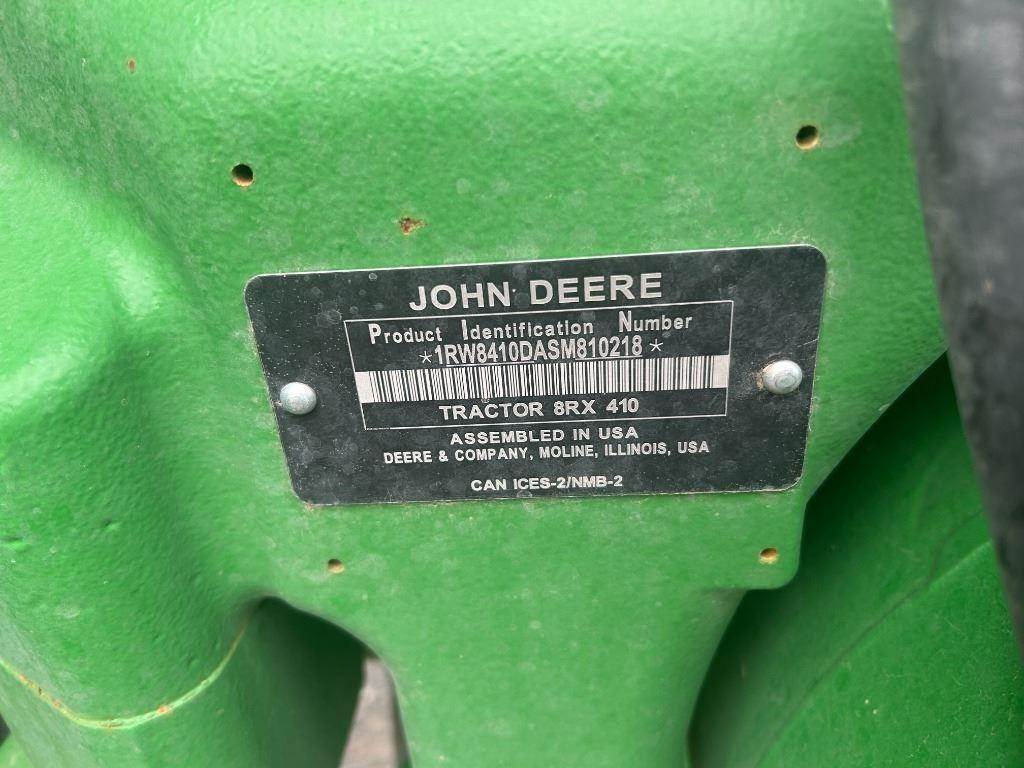 JOHN DEERE
Product Identification Number
*1RW8410DASM810218*
TRACTOR 8RX 410
ASSEMBLED IN USA
DEERE & COMPANY, MOLINE, ILLINOIS, USA
CAN ICES-2/NMB-2